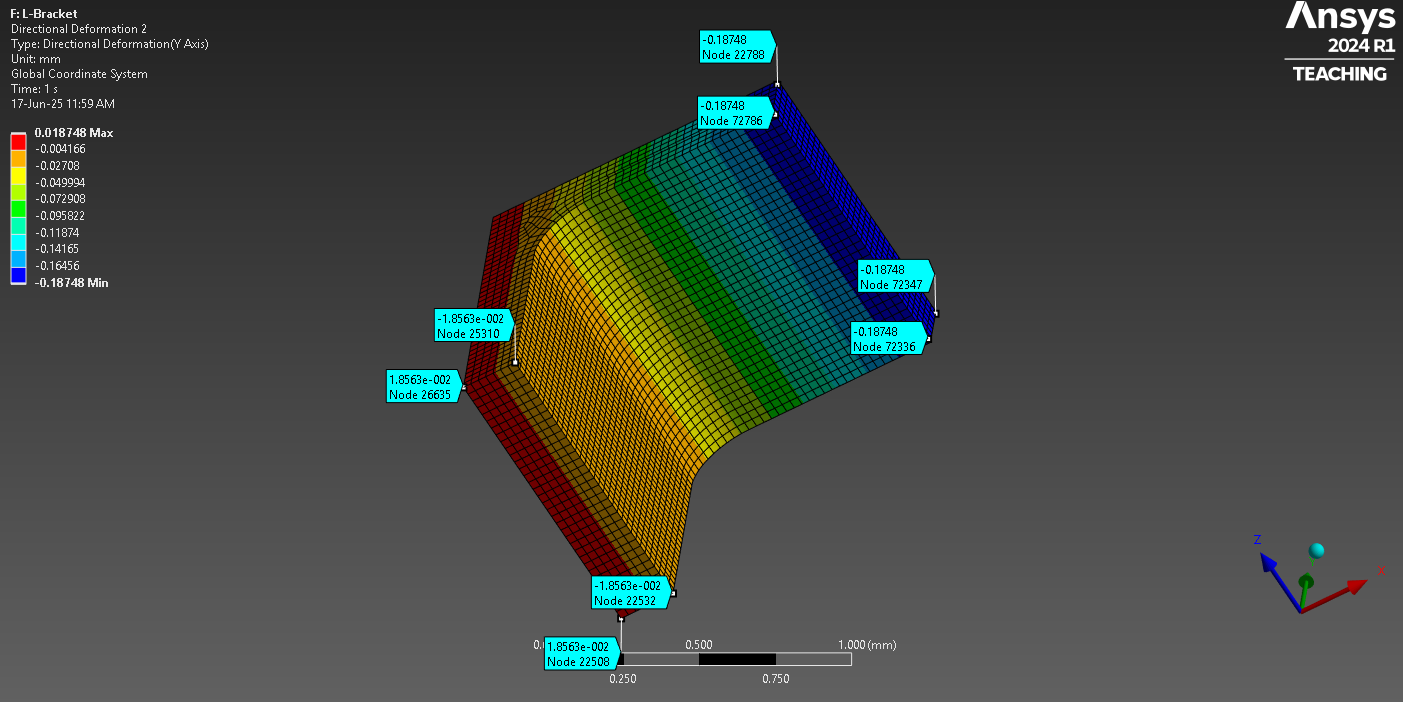 F: L-Bracket
Directional Deformation 2
Type: Directional Deformation(Y Axis)
Unit: mm
Global Coordinate System
Time: 1 s
17-Jun-25 11:59 AM
0.018748 Max
-0.004166
-0.02708
-0.049994
-0.072908
-0.095822
-0.11874
-0.14165
-0.16456
-0.18748 Min
Ansys
2024 R1
TEACHING
-0.18748
Node 22788
-0.18748
Node 72786
-0.18748
Node 72347
-0.18748
Node 72336
-1.8563e-002
Node 25310
1.8563e-002
Node 26635
-1.8563e-002
Node 22532
1.8563e-002
Node 22508
0.500
1.000 (mm)
0.250
0.750
Z
Y
X